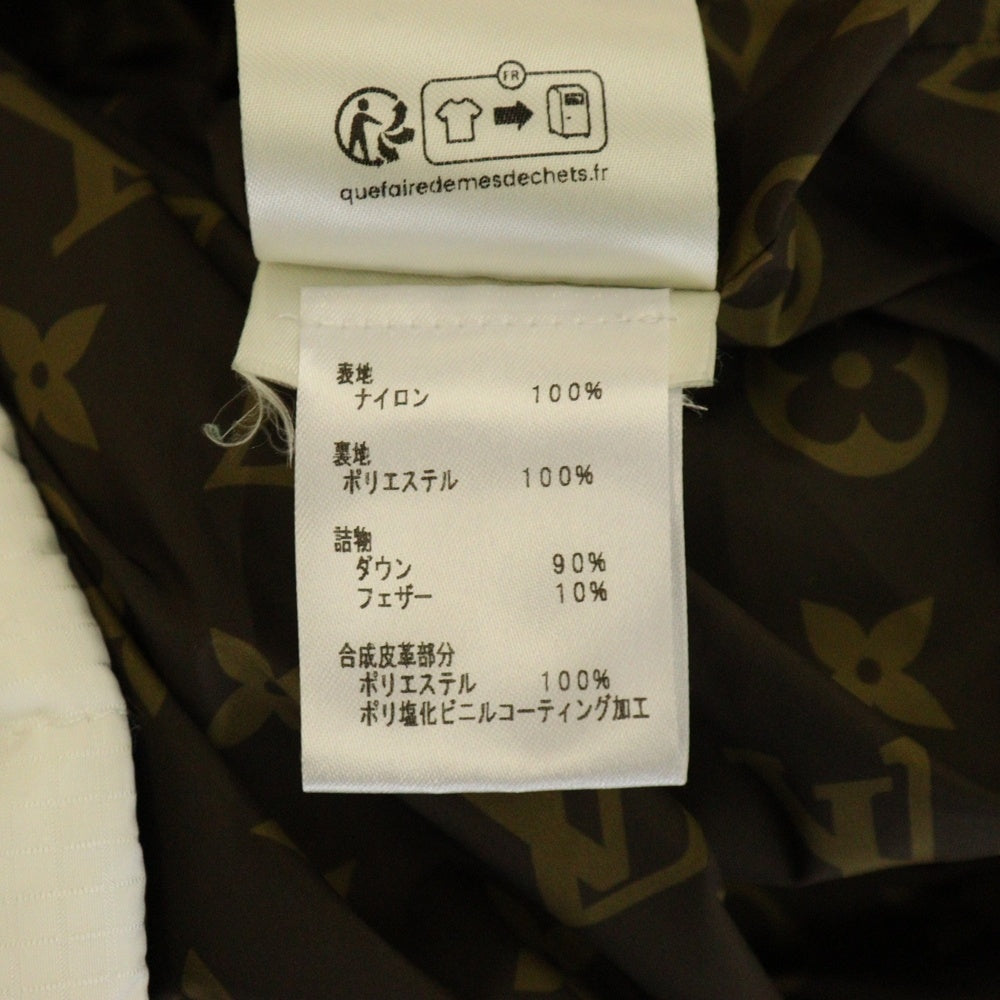 FR
quefairedemesdechets.fr
表地
ナイロン 100%
裏地
ポリエステル 100%
詰物
ダウン 90%
フェザー 10%
合成皮革部分
ポリエステル 100%
ポリ塩化ビニルコーティング加工
LV